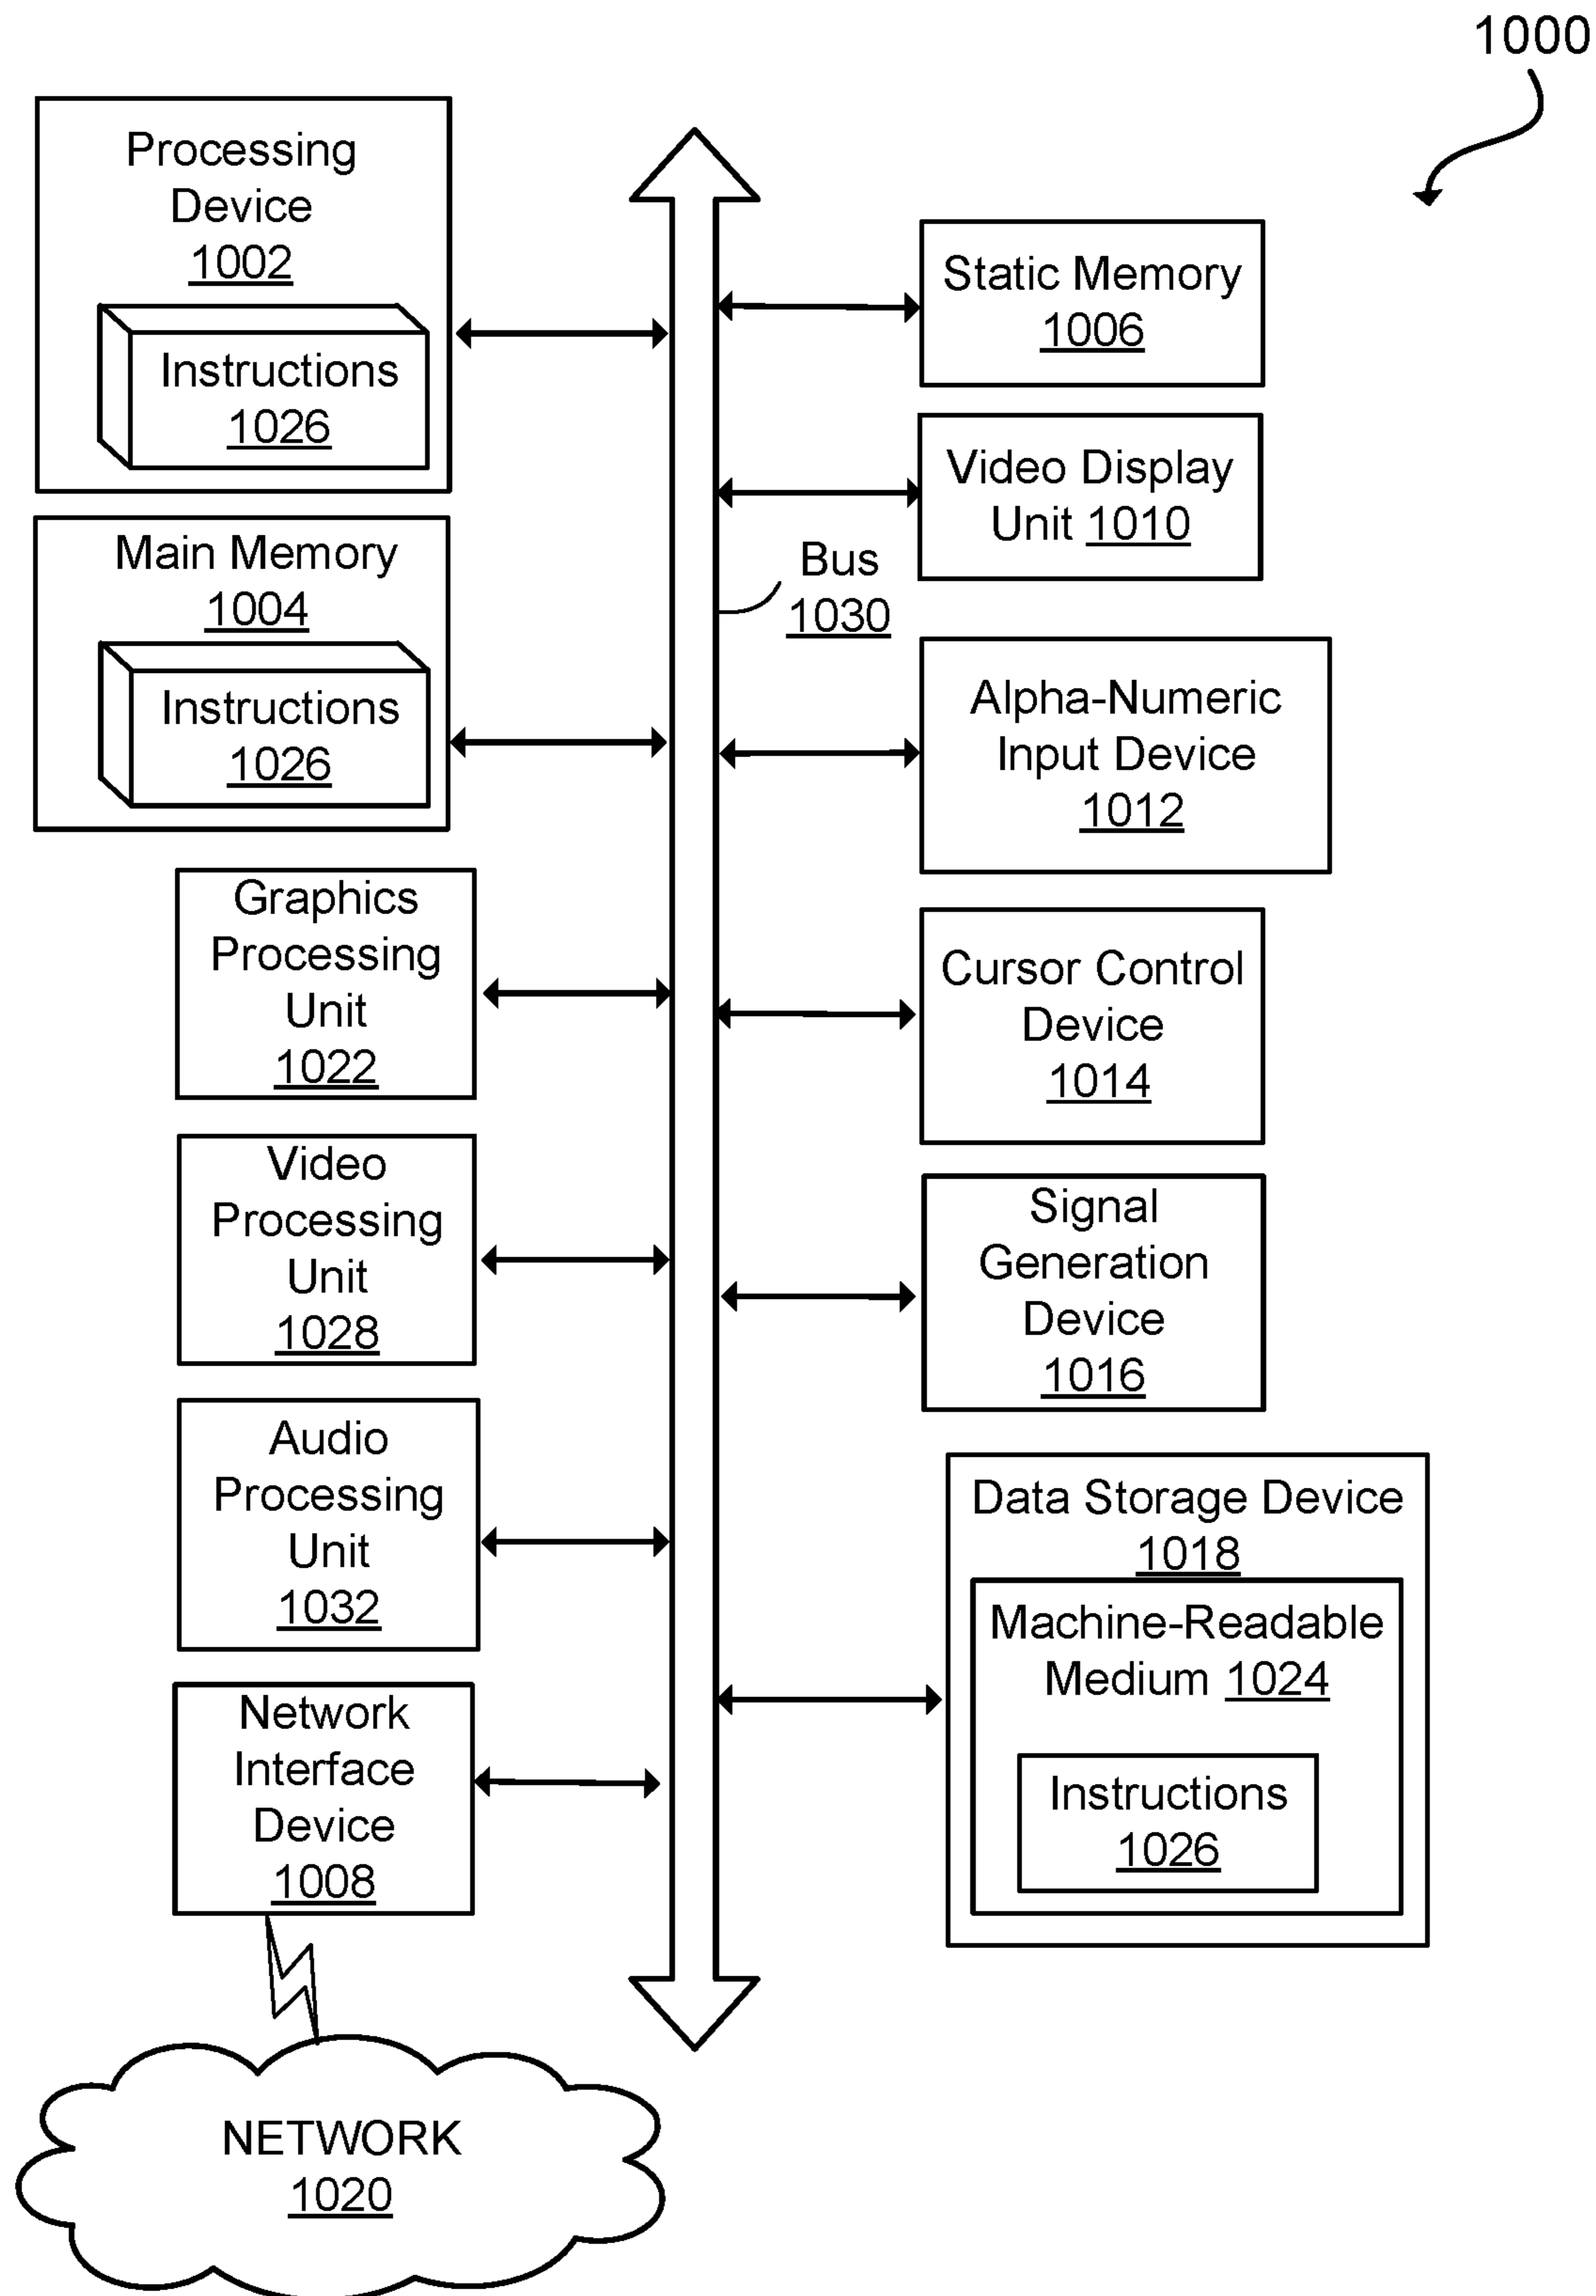 1000
Processing
Device
1002
Instructions
1026
Main Memory
1004
Instructions
1026
Graphics
Processing
Unit
1022
Video
Processing
Unit
1028
Audio
Processing
Unit
1032
Network
Interface
Device
1008
NETWORK
1020
Bus
1030
Static Memory
1006
Video Display
Unit 1010
Alpha-Numeric
Input Device
1012
Cursor Control
Device
1014
Signal
Generation
Device
1016
Data Storage Device
1018
Machine-Readable
Medium 1024
Instructions
1026